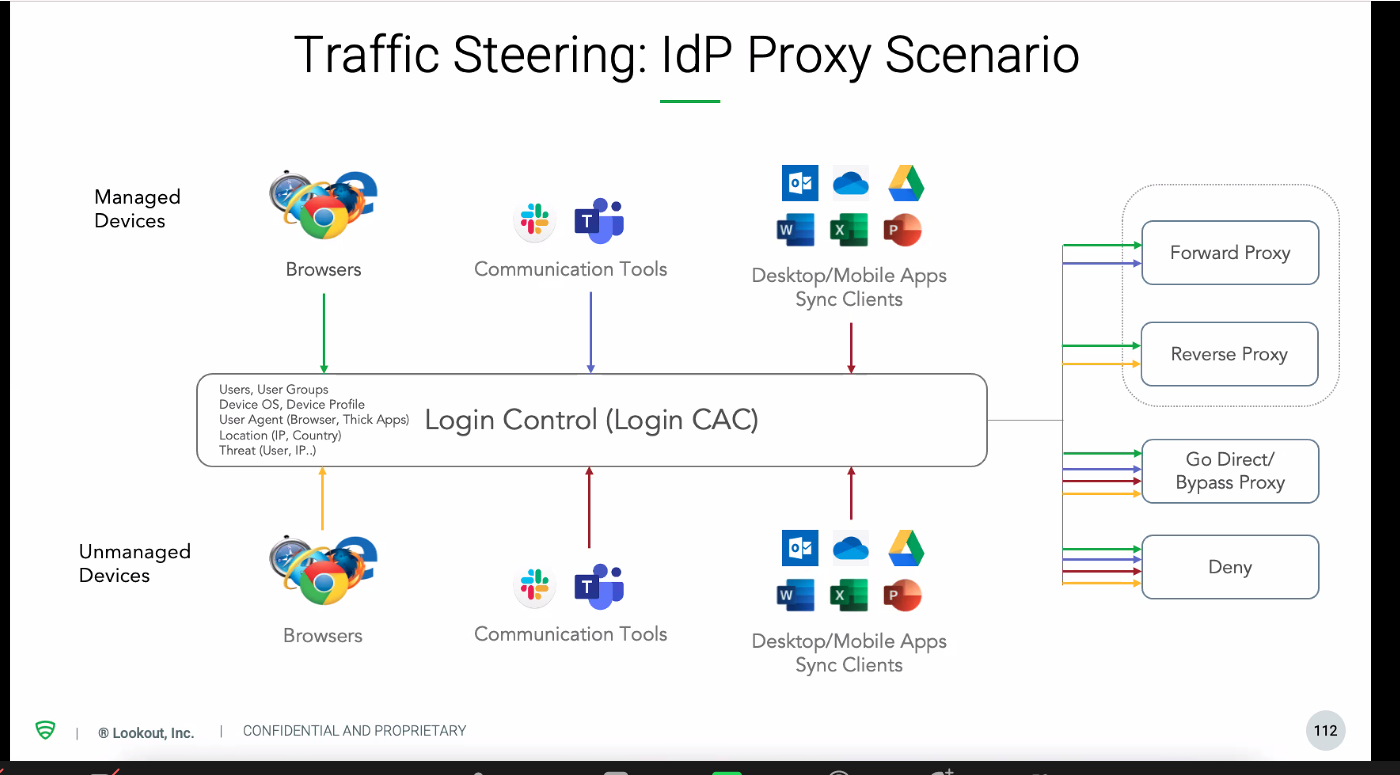 Traffic Steering: IdP Proxy Scenario
Managed
Devices
Browsers
Communication Tools
Desktop/Mobile Apps
Sync Clients
Users, User Groups
Device OS, Device Profile
User Agent (Browser, Thick Apps)
Location (IP, Country)
Threat (User, IP..)
Login Control (Login CAC)
Forward Proxy
Reverse Proxy
Go Direct/
Bypass Proxy
Deny
Unmanaged
Devices
Browsers
Communication Tools
Desktop/Mobile Apps
Sync Clients
| ® Lookout, Inc. | CONFIDENTIAL AND PROPRIETARY
112